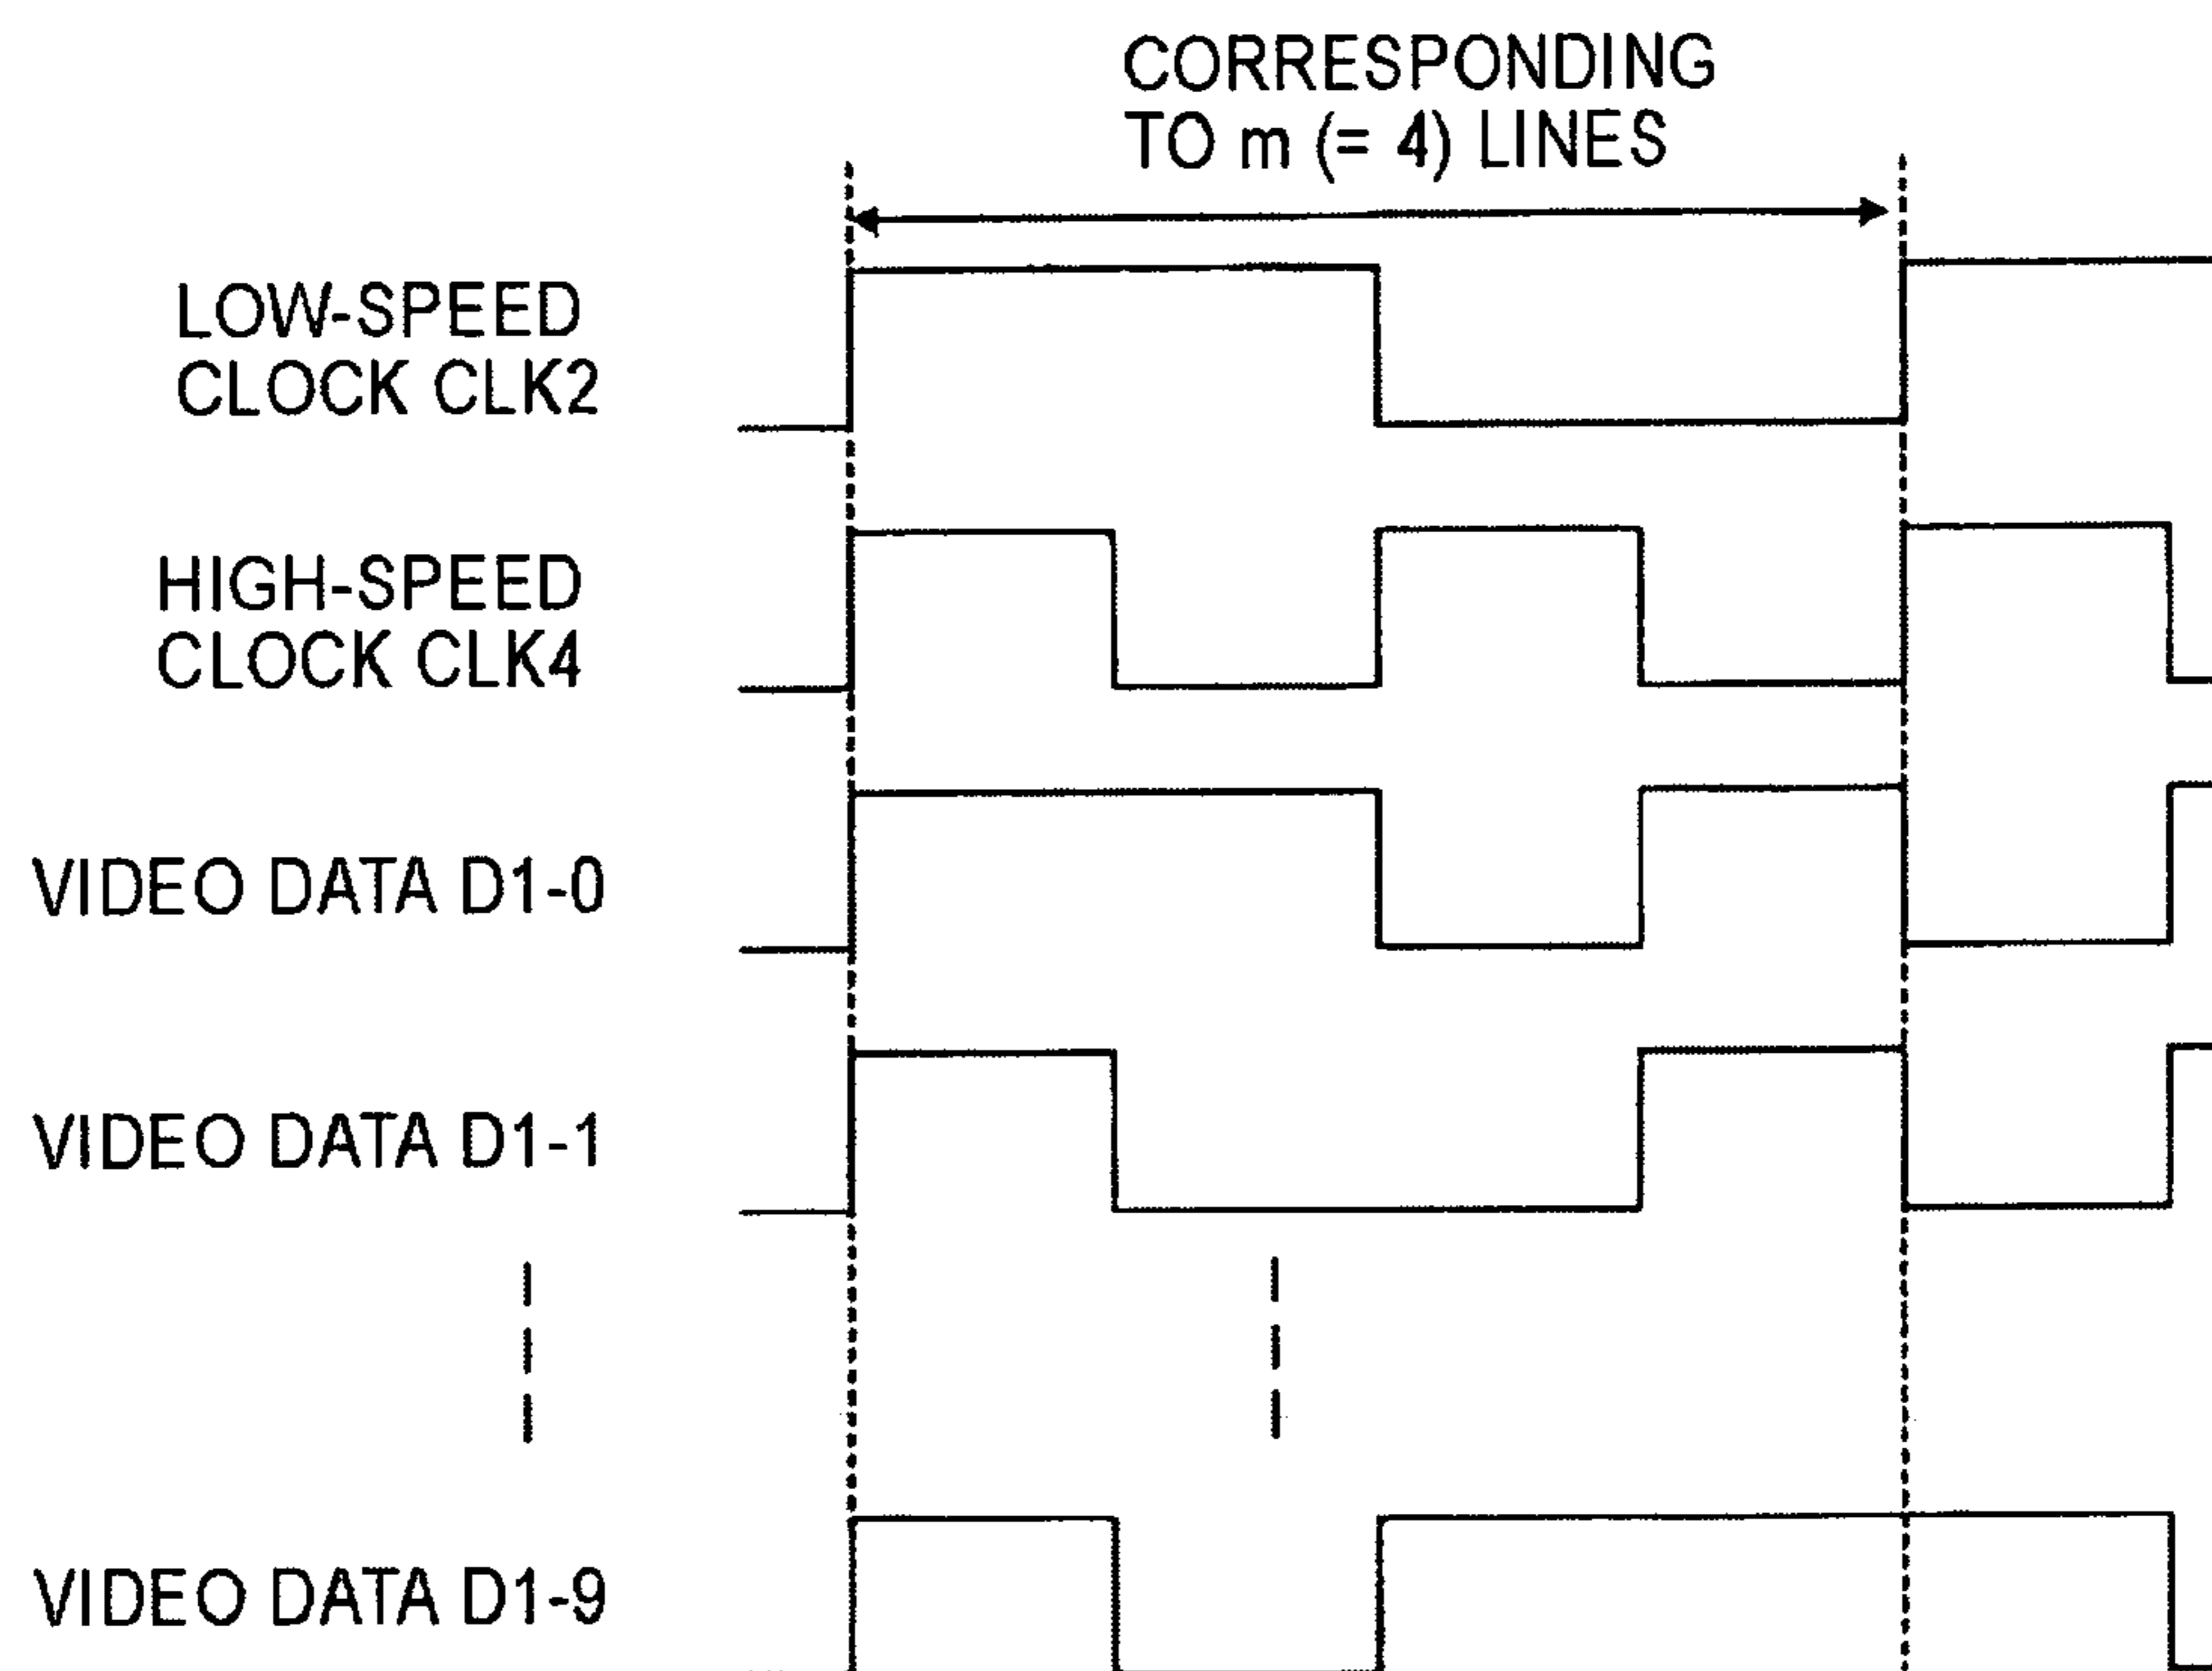 CORRESPONDING
TO m (= 4) LINES
LOW-SPEED
CLOCK CLK2
HIGH-SPEED
CLOCK CLK4
VIDEO DATA D1-0
VIDEO DATA D1-1
VIDEO DATA D1-9